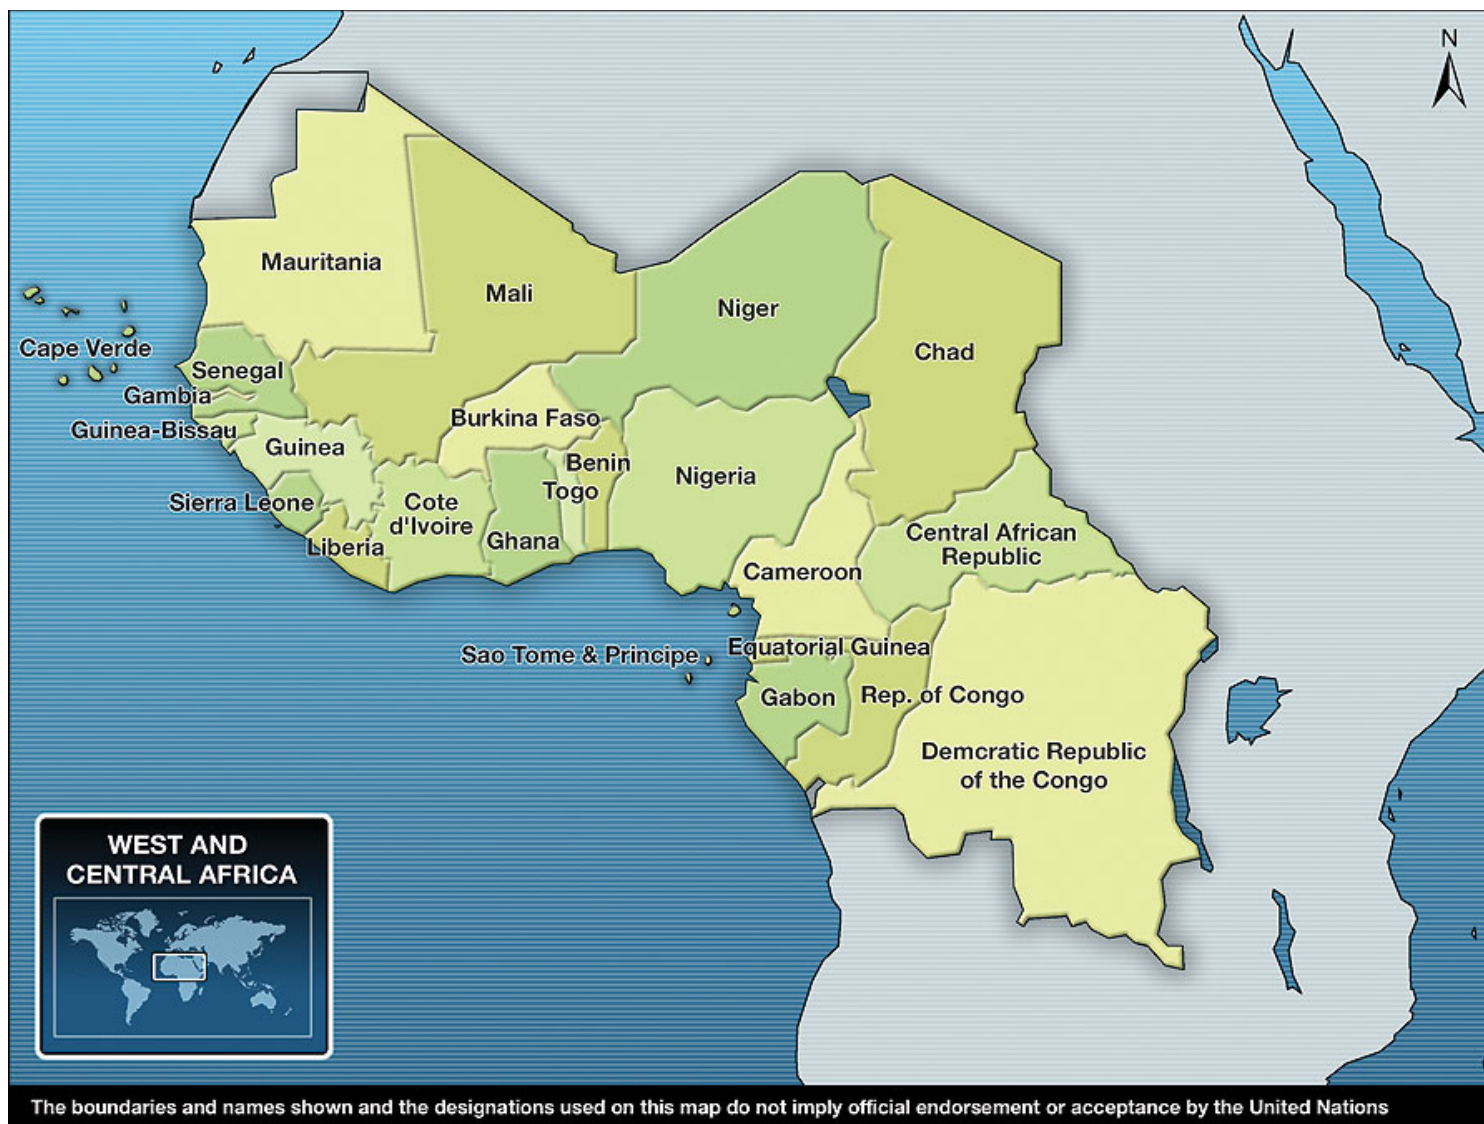 N
Mauritania
Mali
Niger
Chad
Cape Verde
Senegal
Gambia
Guinea-Bissau
Guinea
Burkina Faso
Benin
Togo
Nigeria
Sierra Leone
Cote
d'Ivoire
Ghana
Liberia
Central African
Republic
Cameroon
Equatorial Guinea
Sao Tome & Principe
Gabon
Rep. of Congo
Demcratic Republic
of the Congo
WEST AND
CENTRAL AFRICA
The boundaries and names shown and the designations used on this map do not imply official endorsement or acceptance by the United Nations